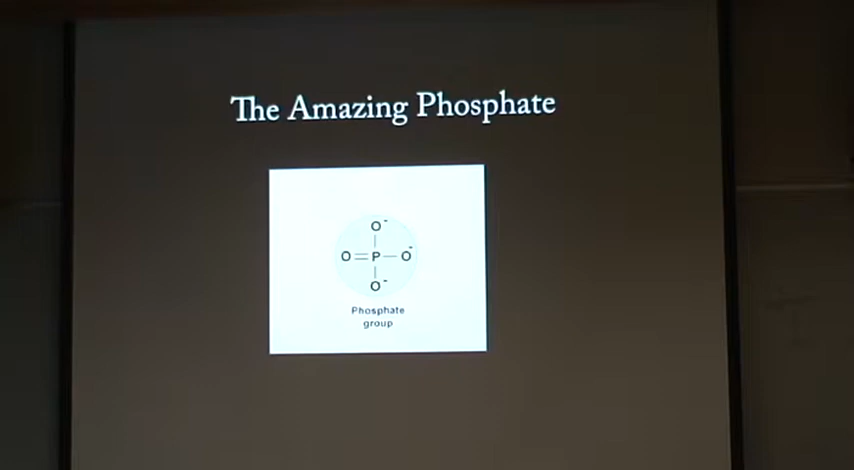 The Amazing Phosphate
O-
O=P—O-
O-
Phosphate
group